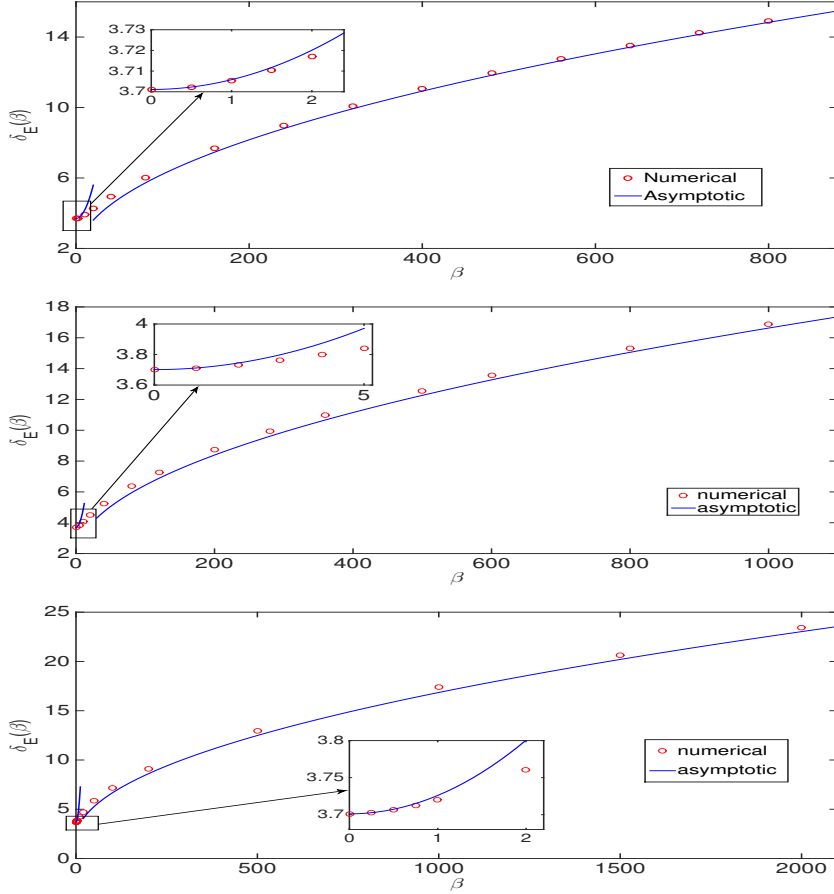 14
10
6
2
δ_E(β)
3.73
3.72
3.71
3.7
0
1
2
Numerical
Asymptotic
0 200 400 600 800
β
18
16
14
12
10
8
6
4
2
δ_E(β)
4
3.8
3.6
0 5
numerical
asymptotic
0 200 400 600 800 1000
β
25
20
15
10
5
0
δ_E(β)
3.8
3.75
3.7
0 1 2
numerical
asymptotic
0 500 1000 1500 2000
β